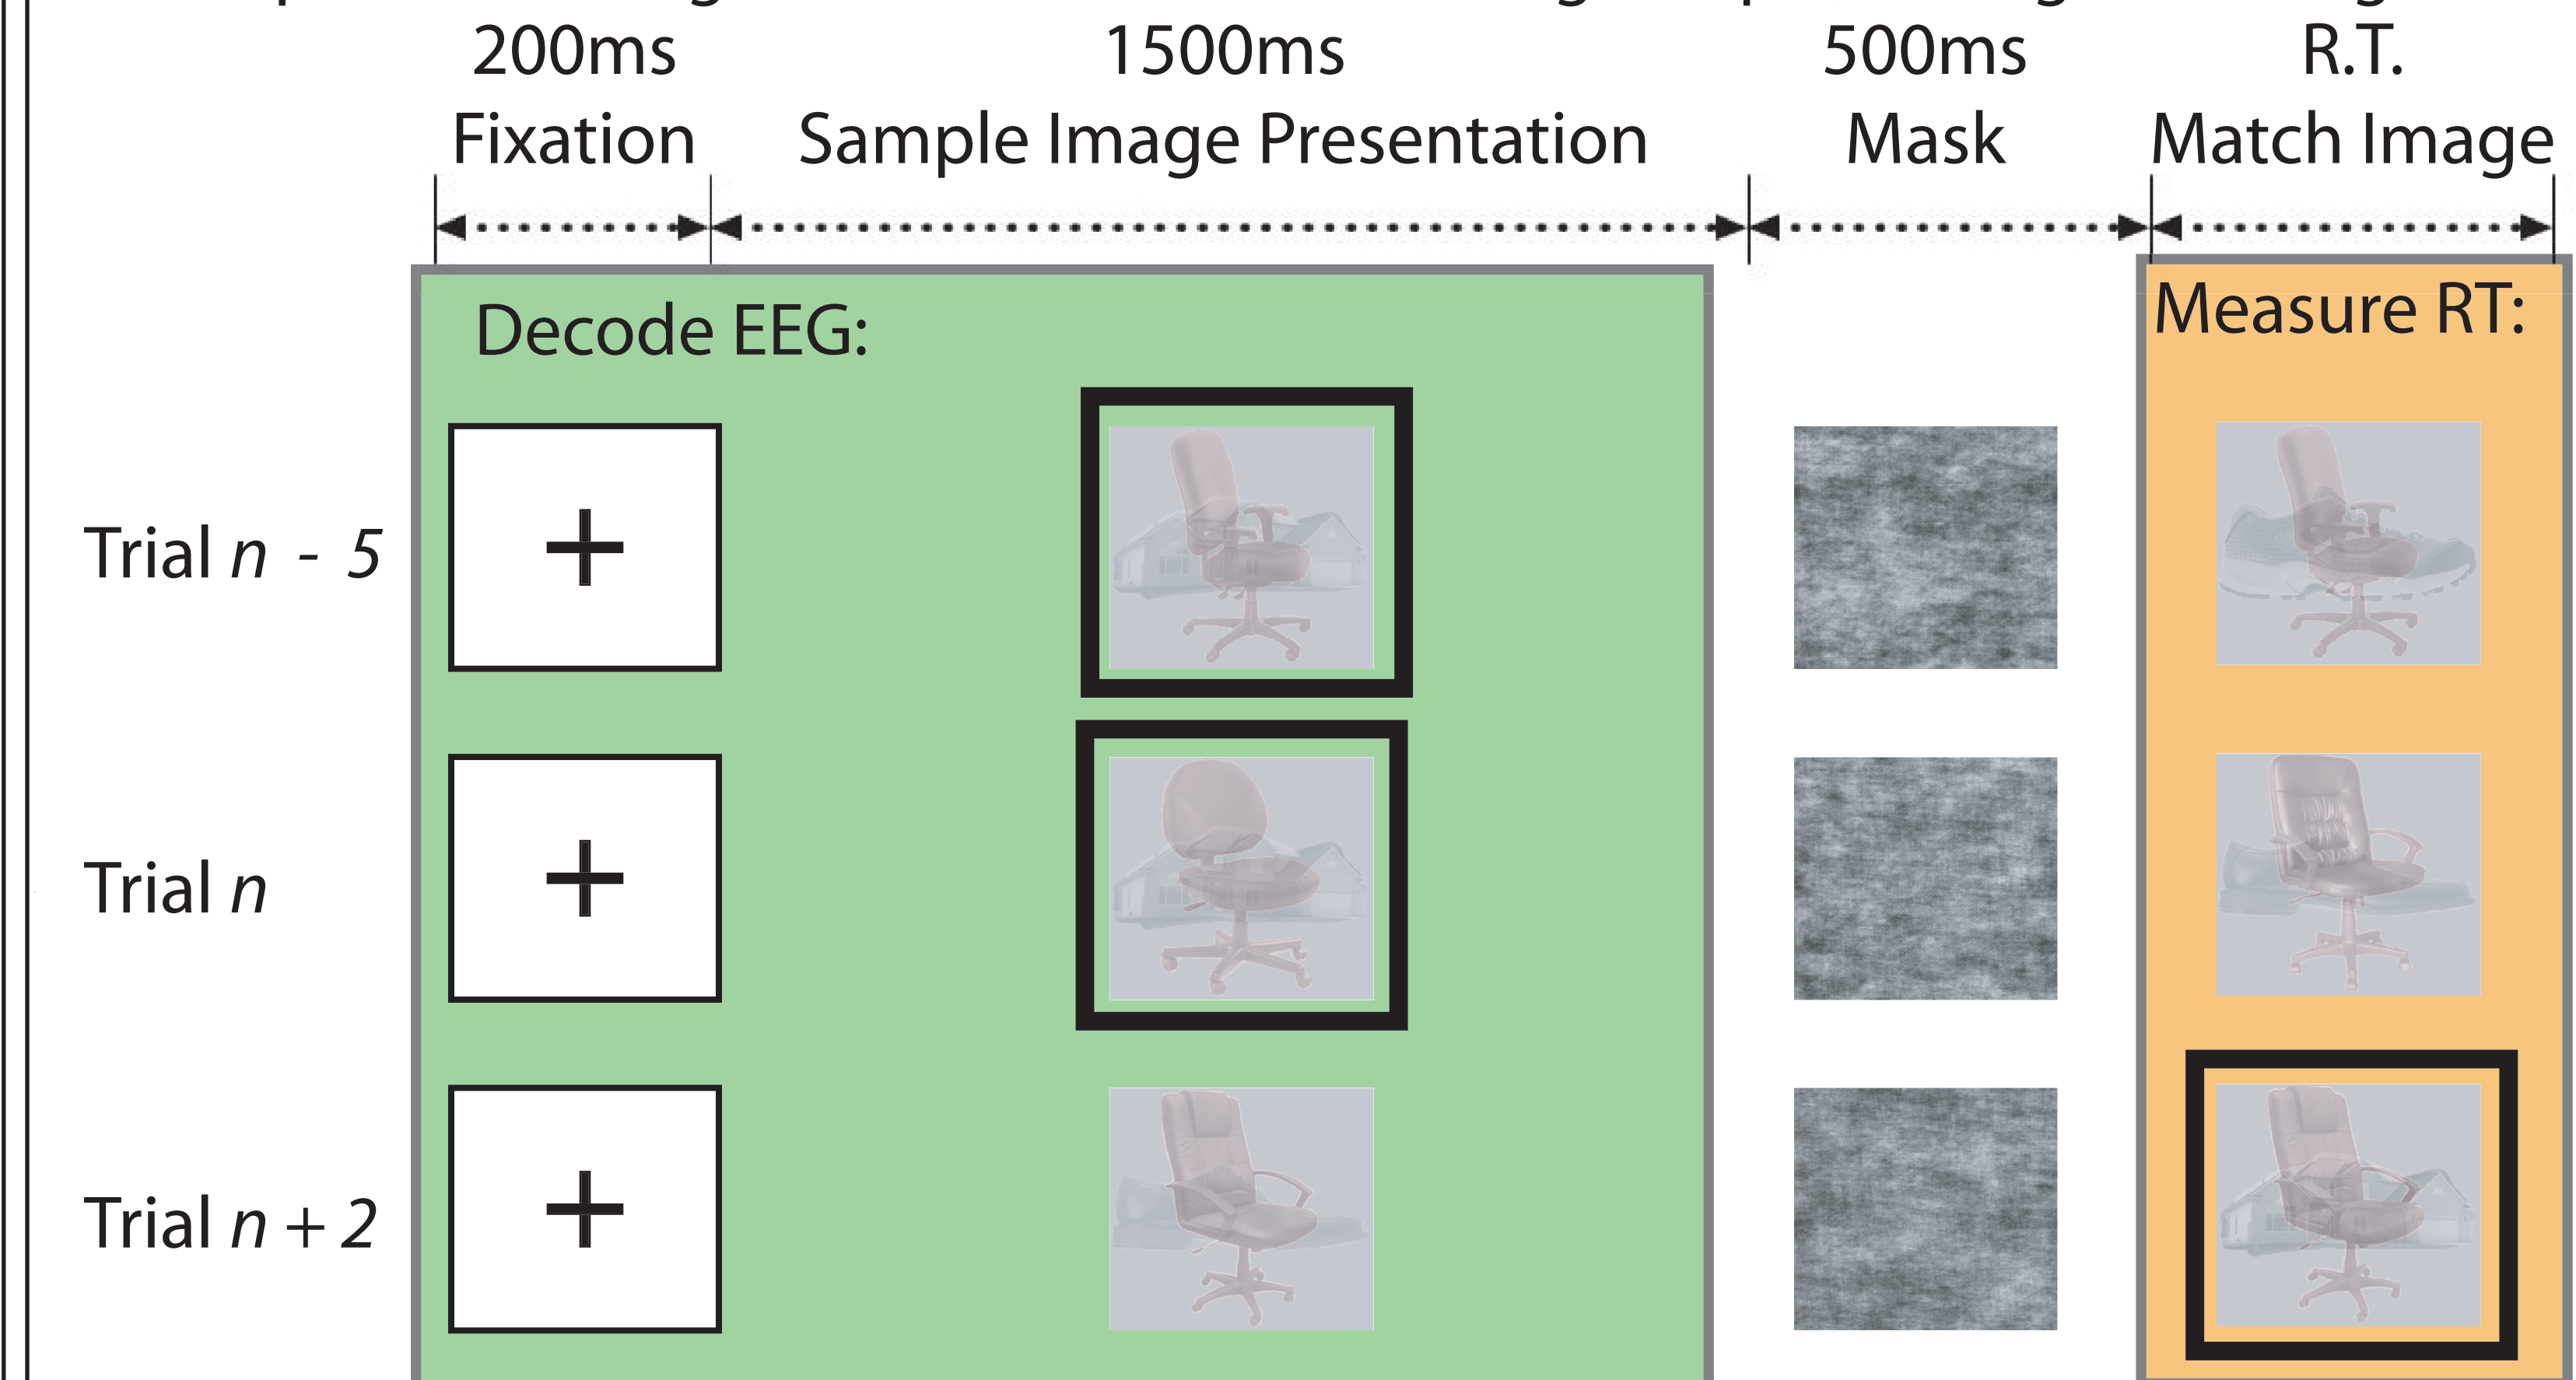 200ms 1500ms 500ms R.T.
Fixation Sample Image Presentation Mask Match Image
Decode EEG: Measure RT:
Trial n - 5
Trial n
Trial n + 2